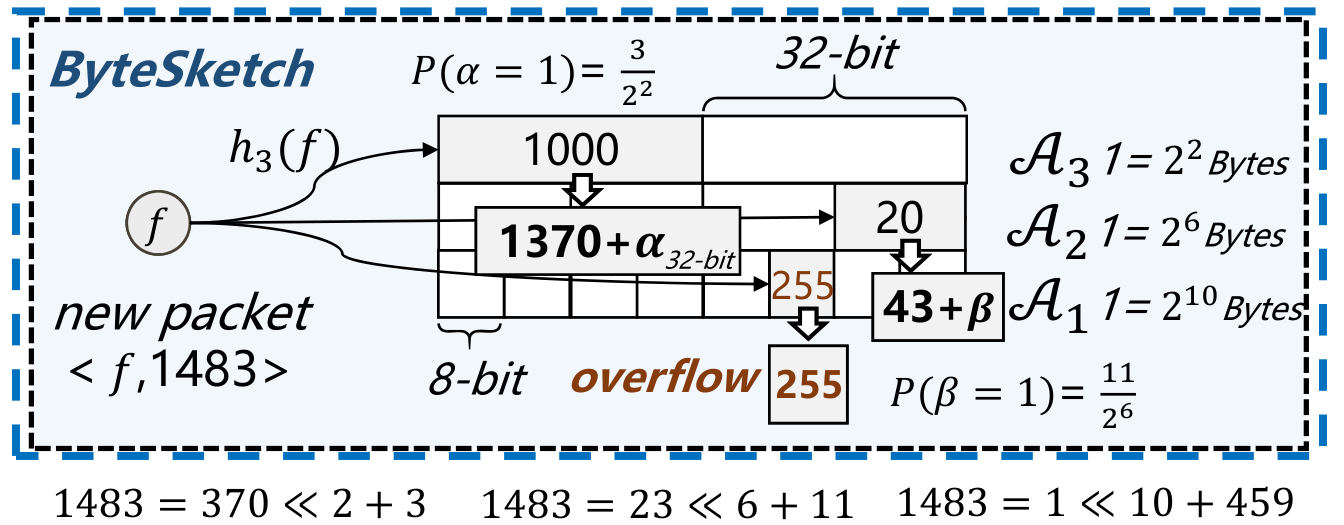 ByteSketch
P(α = 1)= 3/2²
32-bit
h₃(f)
1000
𝒜₃ 1= 2² Bytes
f
20
𝒜₂ 1= 2⁶ Bytes
1370+α 32-bit
255
43+β
𝒜₁ 1= 2¹⁰ Bytes
new packet
< f,1483>
8-bit
overflow
255
P(β = 1)= 11/2⁶
1483 = 370 ≪ 2 + 3
1483 = 23 ≪ 6 + 11
1483 = 1 ≪ 10 + 459